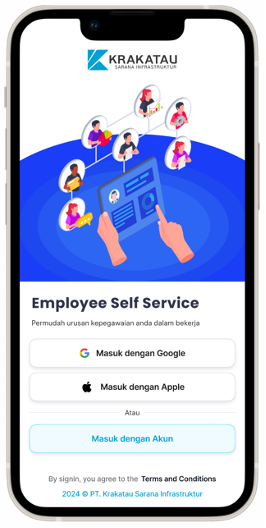 KRAKATAU
SARANA INFRASTRUKTUR
Employee Self Service
Permudah urusan kepegawaian anda dalam bekerja
Masuk dengan Google
Masuk dengan Apple
Atau
Masuk dengan Akun
By signin, you agree to the Terms and Conditions
2024 © PT. Krakatau Sarana Infrastruktur